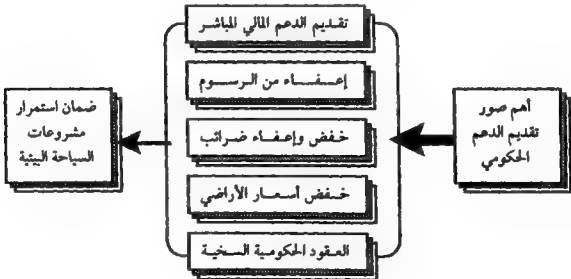 أهم صور
تقديم الدعم
الحكومي
تقديم الدعم المالي المباشر
إعفاء من الرسوم
خفض وإعفاء ضرائب
خفض أسعار الأراضي
العقود الحكومية السخية
ضمان استمرار
مشروعات
السياحة البيئية